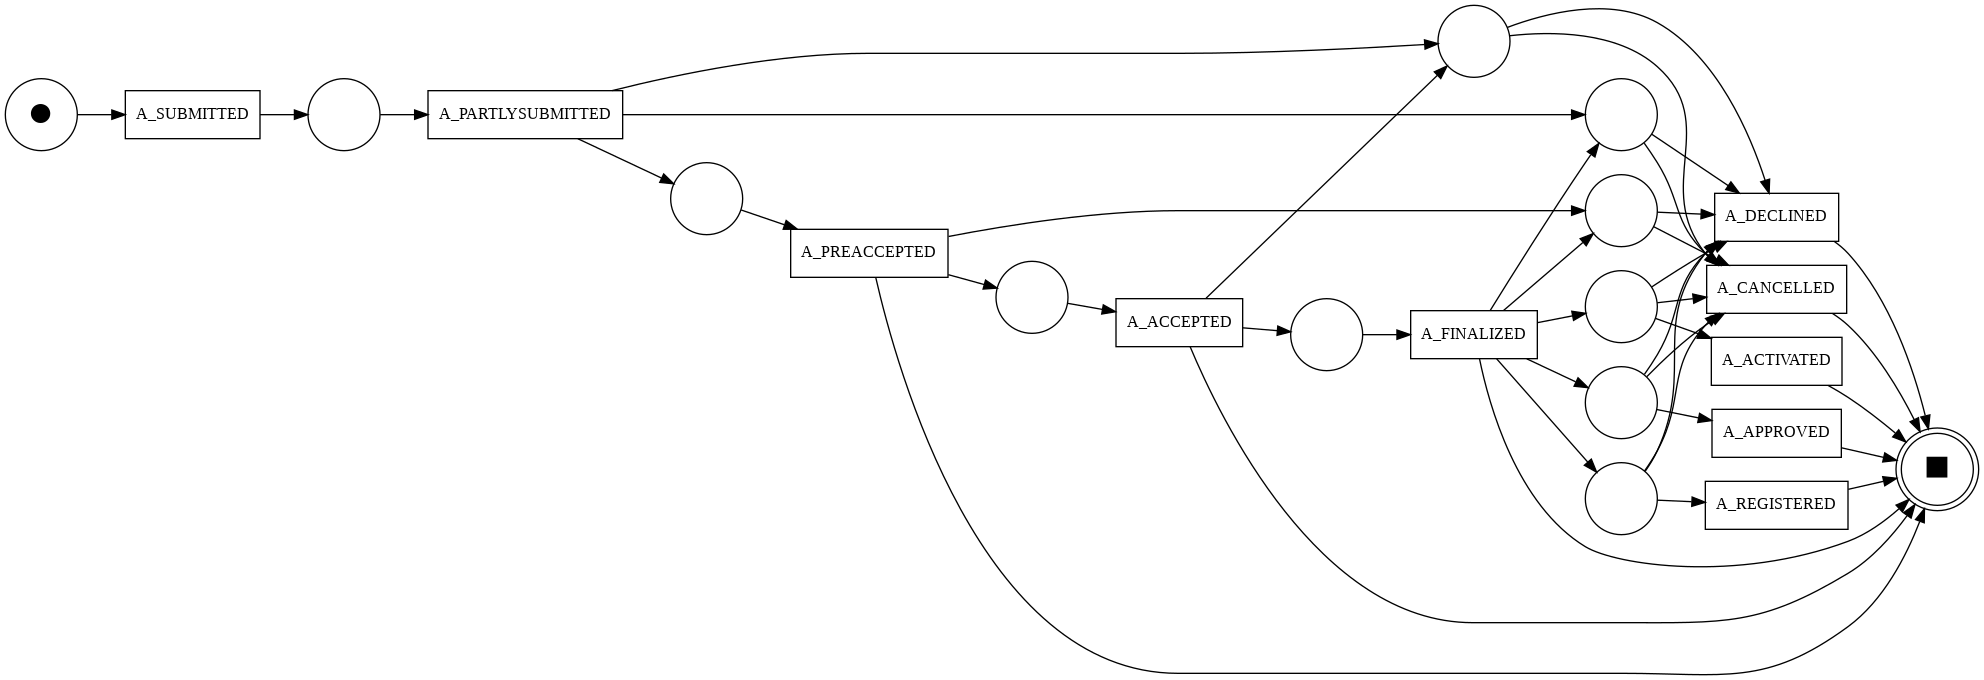 A_SUBMITTED
A_PARTLYSUBMITTED
A_PREACCEPTED
A_ACCEPTED
A_FINALIZED
A_DECLINED
A_CANCELLED
A_ACTIVATED
A_APPROVED
A_REGISTERED